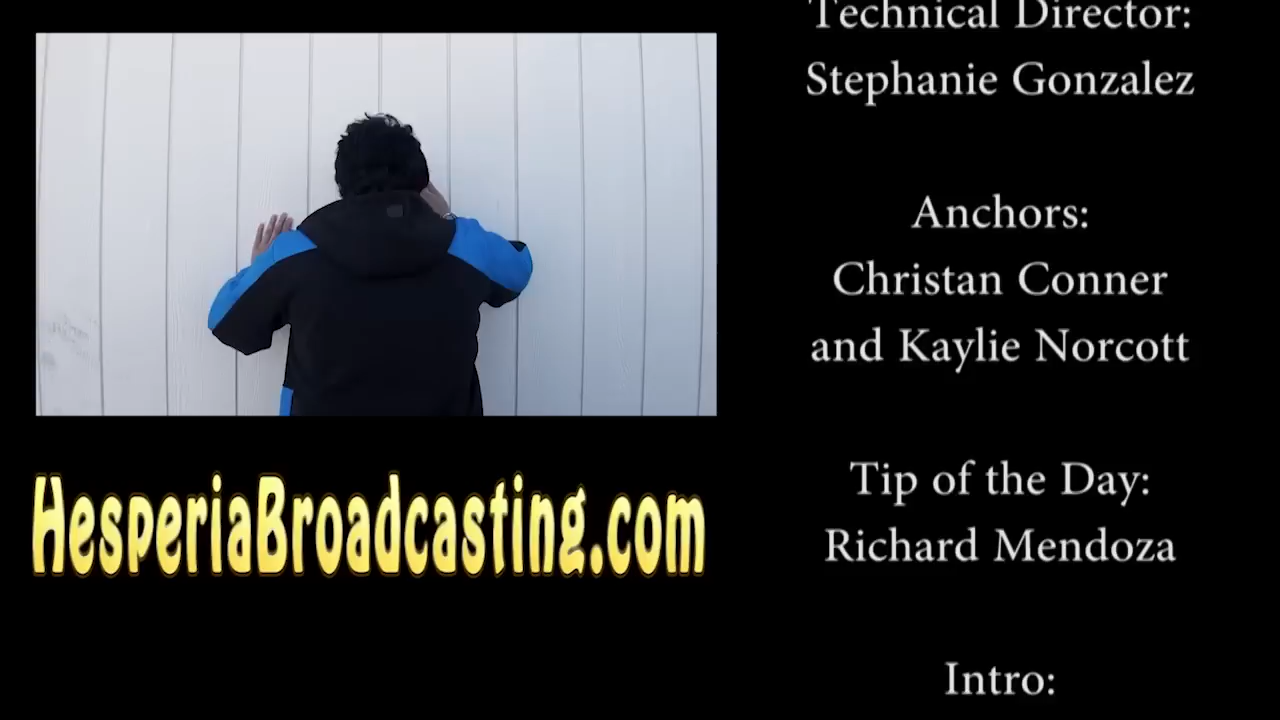 Technical Director:
Stephanie Gonzalez
Anchors:
Christan Conner
and Kaylie Norcott
Tip of the Day:
Richard Mendoza
Intro:
HesperiaBroadcasting.com